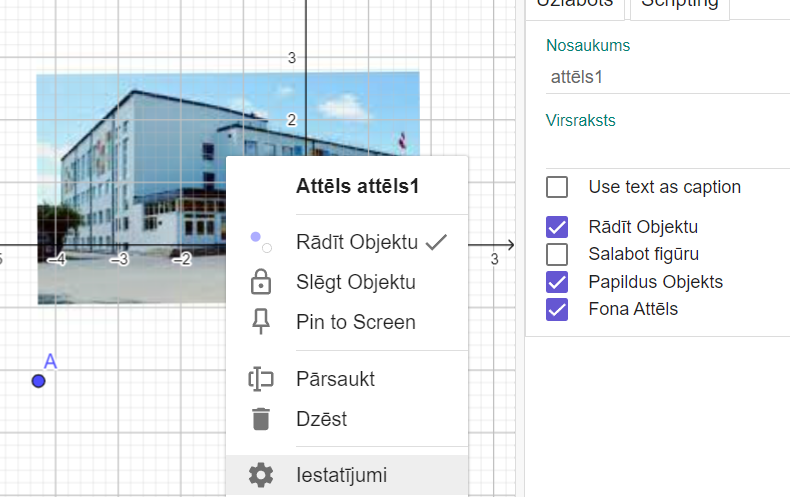 Uzlabots
Scripting
Nosaukums
attēls1
Virsraksts
Use text as caption
Rādīt Objektu
Salabot figūru
Papildus Objekts
Fona Attēls
3
2
-4
-3
-2
3
A
Attēls attēls1
Rādīt Objektu
Slēgt Objektu
Pin to Screen
Pārsaukt
Dzēst
Iestatījumi